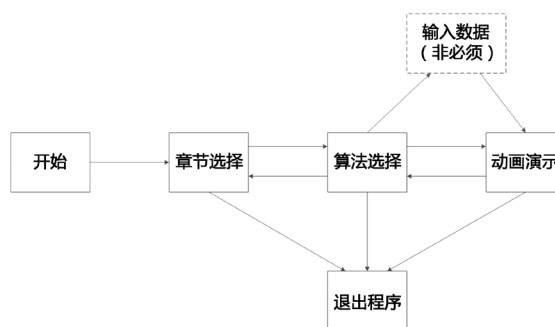 输入数据
（非必须）
开始
章节选择
算法选择
动画演示
退出程序